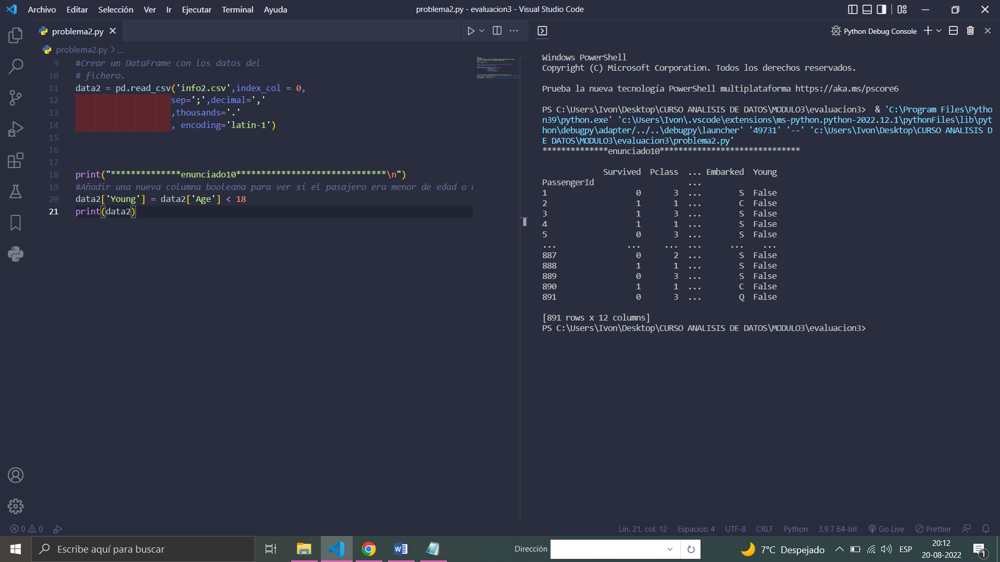 Archivo Editar Selección Ver Ir Ejecutar Terminal Ayuda
problema2.py - evaluacion3 - Visual Studio Code
problema2.py
problema2.py > ...
9 #Crear un DataFrame con los datos del
10 # fichero.
11 data2 = pd.read_csv('info2.csv',index_col = 0,
12 sep=';',decimal=','
13 ,thousands='.'
14 , encoding='latin-1')
15
16
17
18 print("**************enunciado10******************************\n")
19 #Añadir una nueva columna booleana para ver si el pasajero era menor de edad o
20 data2['Young'] = data2['Age'] < 18
21 print(data2)
Python Debug Console
Windows PowerShell
Copyright (C) Microsoft Corporation. Todos los derechos reservados.
Prueba la nueva tecnología PowerShell multiplataforma https://aka.ms/pscore6
PS C:\Users\Ivon\Desktop\CURSO ANALISIS DE DATOS\MODULO3\evaluacion3>  & 'C:\Program Files\Pytho
n39\python.exe' 'c:\Users\Ivon\.vscode\extensions\ms-python.python-2022.12.1\pythonFiles\lib\pyt
hon\debugpy\adapter/../..\debugpy\launcher' '49731' '--' 'c:\Users\Ivon\Desktop\CURSO ANALISIS D
E DATOS\MODULO3\evaluacion3\problema2.py'
**************enunciado10******************************
Survived Pclass ... Embarked Young
PassengerId ...
1 0 3 ... S False
2 1 1 ... C False
3 1 3 ... S False
4 1 1 ... S False
5 0 3 ... S False
... ... ... ... ... ...
887 0 2 ... S False
888 1 1 ... S False
889 0 3 ... S False
890 1 1 ... C False
891 0 3 ... Q False
[891 rows x 12 columns]
PS C:\Users\Ivon\Desktop\CURSO ANALISIS DE DATOS\MODULO3\evaluacion3>
0 0
Lín. 21, col. 12 Espacios: 4 UTF-8 CRLF Python 3.9.7 64-bit Go Live Prettier
Escribe aquí para buscar
Dirección
7°C Despejado
ESP
20:12
20-08-2022
1